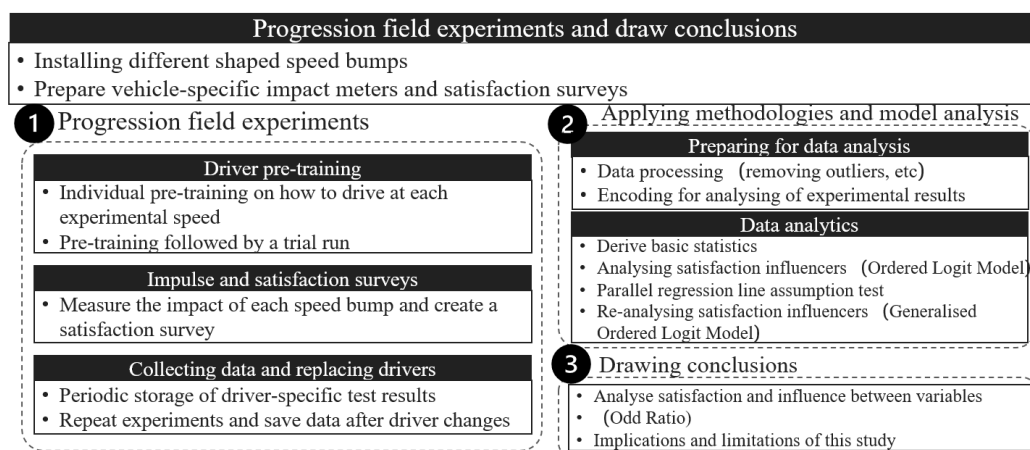 Progression field experiments and draw conclusions
• Installing different shaped speed bumps
• Prepare vehicle-specific impact meters and satisfaction surveys
1 Progression field experiments
Driver pre-training
• Individual pre-training on how to drive at each
experimental speed
• Pre-training followed by a trial run
Impulse and satisfaction surveys
• Measure the impact of each speed bump and create a
satisfaction survey
Collecting data and replacing drivers
• Periodic storage of driver-specific test results
• Repeat experiments and save data after driver changes
2 Applying methodologies and model analysis
Preparing for data analysis
• Data processing (removing outliers, etc)
• Encoding for analysing of experimental results
Data analytics
• Derive basic statistics
• Analysing satisfaction influencers (Ordered Logit Model)
• Parallel regression line assumption test
• Re-analysing satisfaction influencers (Generalised
Ordered Logit Model)
3 Drawing conclusions
• Analyse satisfaction and influence between variables
• (Odd Ratio)
• Implications and limitations of this study